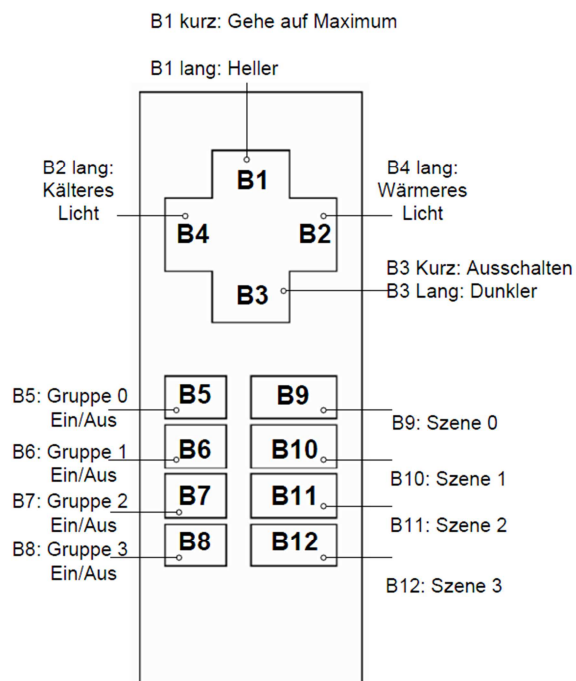 B1 kurz: Gehe auf Maximum
B1 lang: Heller
B2 lang:
Kälteres
Licht
B4 lang:
Wärmeres
Licht
B1
B4
B2
B3
B3 Kurz: Ausschalten
B3 Lang: Dunkler
B5: Gruppe 0
Ein/Aus
B5
B9
B9: Szene 0
B6: Gruppe 1
Ein/Aus
B6
B10
B10: Szene 1
B7: Gruppe 2
Ein/Aus
B7
B11
B11: Szene 2
B8: Gruppe 3
Ein/Aus
B8
B12
B12: Szene 3